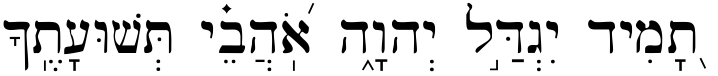 תָ֭מִיד יִגְדַּ֣ל יְהוָ֑ה אֹֽ֝הֲבֵ֗י תְּשׁוּעָתֶֽךָ